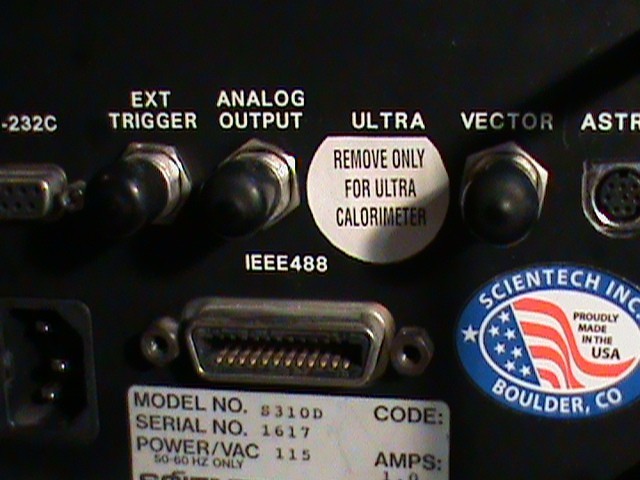 -232C
EXT
TRIGGER
ANALOG
OUTPUT
ULTRA
VECTOR
ASTR
REMOVE ONLY
FOR ULTRA
CALORIMETER
IEEE488
SCIENTECH INC
PROUDLY
MADE
IN THE
USA
BOULDER, CO
MODEL NO. S310D CODE:
SERIAL NO. 1617
POWER/VAC 115 AMPS:
50-60 HZ ONLY 1.0